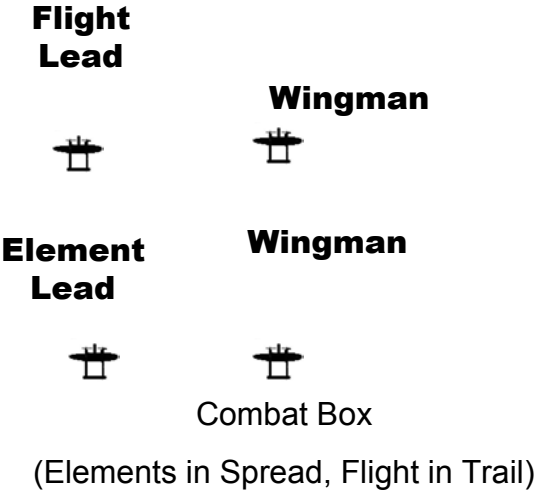 Flight
Lead
Wingman
Element
Lead
Wingman
Combat Box
(Elements in Spread, Flight in Trail)